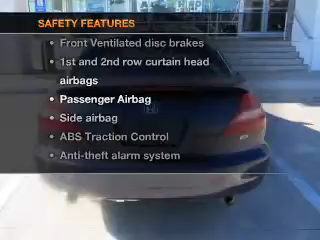 SAFETY FEATURES
• Front Ventilated disc brakes
• 1st and 2nd row curtain head
airbags
• Passenger Airbag
• Side airbag
• ABS Traction Control
• Anti-theft alarm system